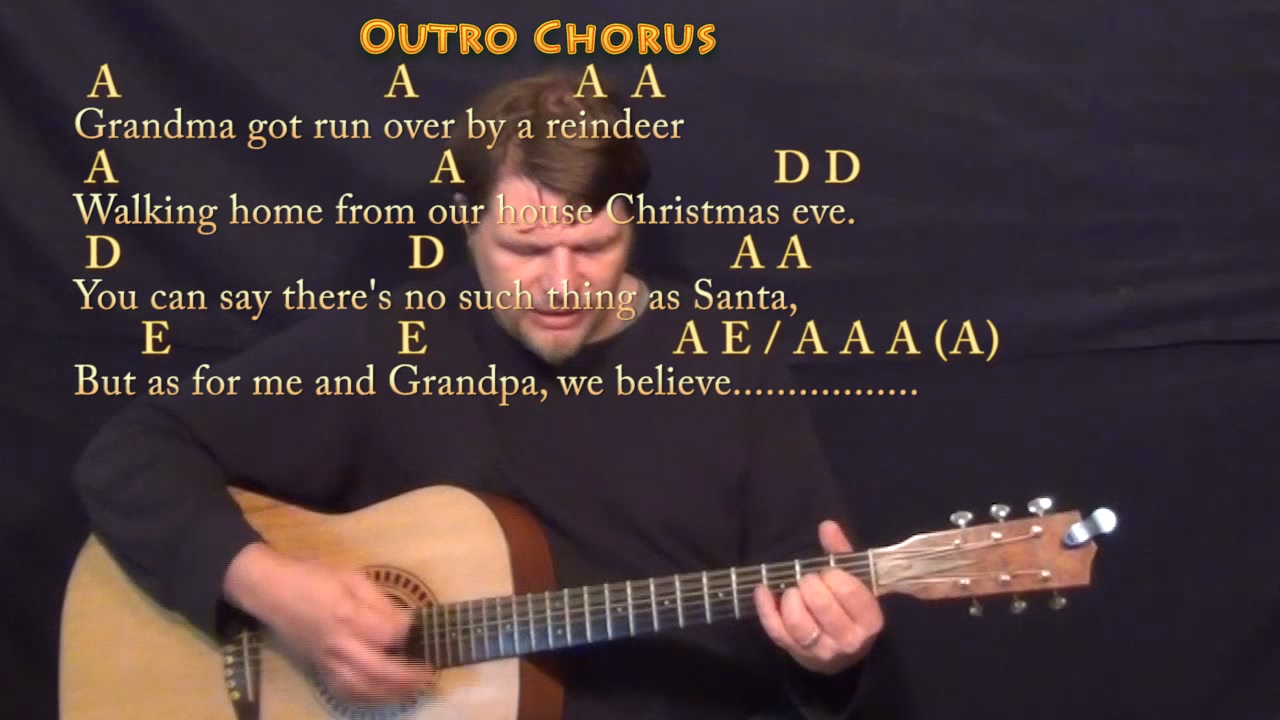 OUTRO CHORUS
A A A A
Grandma got run over by a reindeer
A A D D
Walking home from our house Christmas eve.
D D A A
You can say there's no such thing as Santa,
E E A E / A A A (A)
But as for me and Grandpa, we believe.................